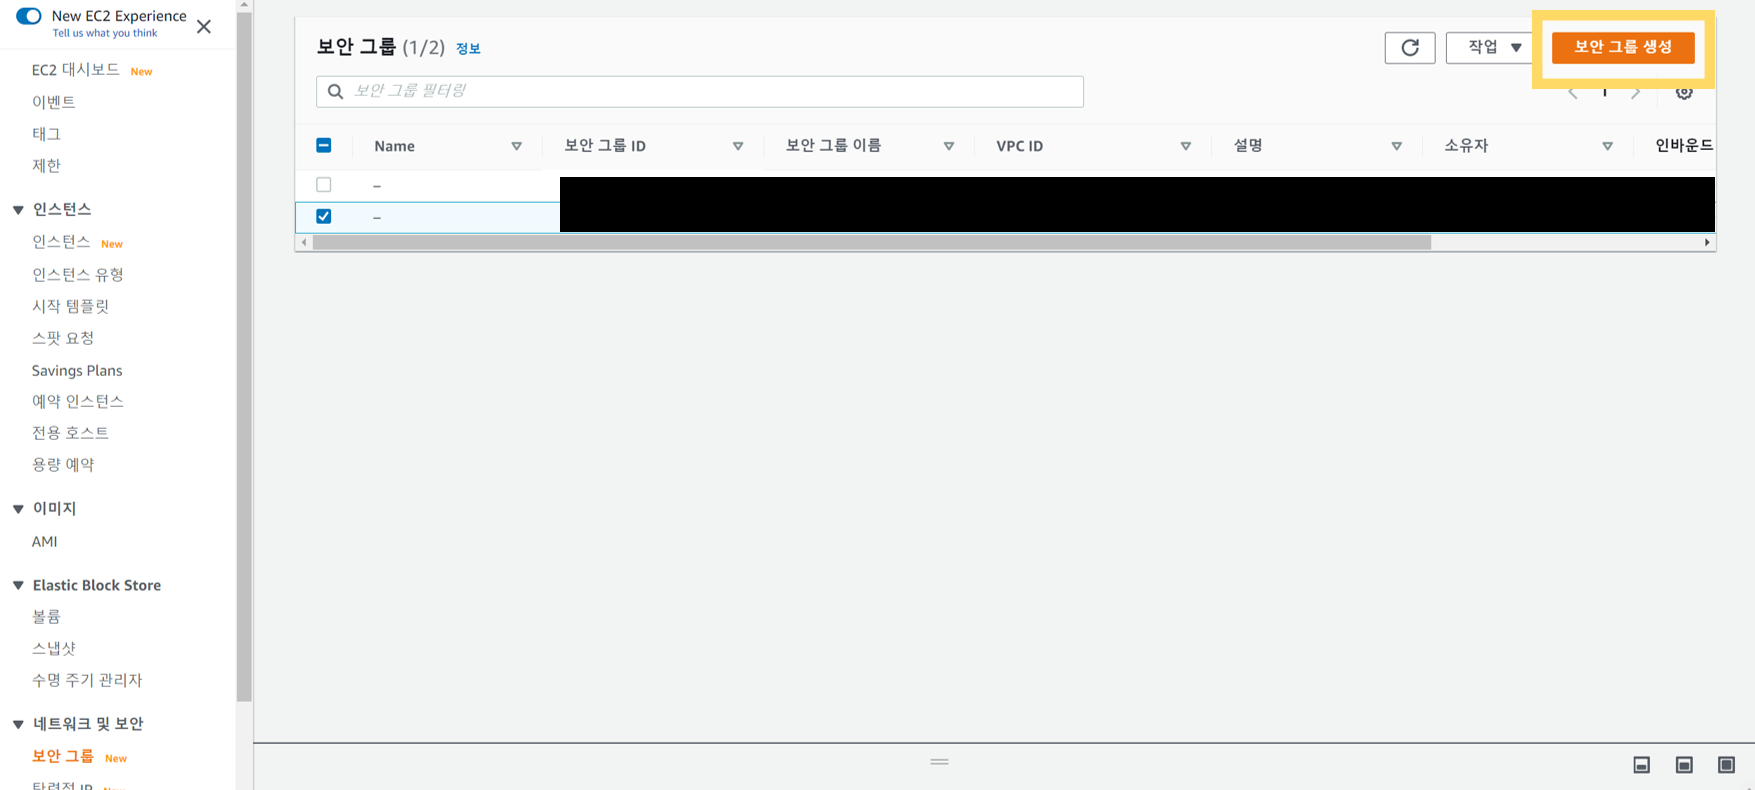 New EC2 Experience
Tell us what you think
EC2 대시보드 New
이벤트
태그
제한
인스턴스
인스턴스 New
인스턴스 유형
시작 템플릿
스팟 요청
Savings Plans
예약 인스턴스
전용 호스트
용량 예약
이미지
AMI
Elastic Block Store
볼륨
스냅샷
수명 주기 관리자
네트워크 및 보안
보안 그룹 New
탄력적 IP New
보안 그룹 (1/2) 정보
작업
보안 그룹 생성
보안 그룹 필터링
1
Name 보안 그룹 ID 보안 그룹 이름 VPC ID 설명 소유자 인바운드
–
–